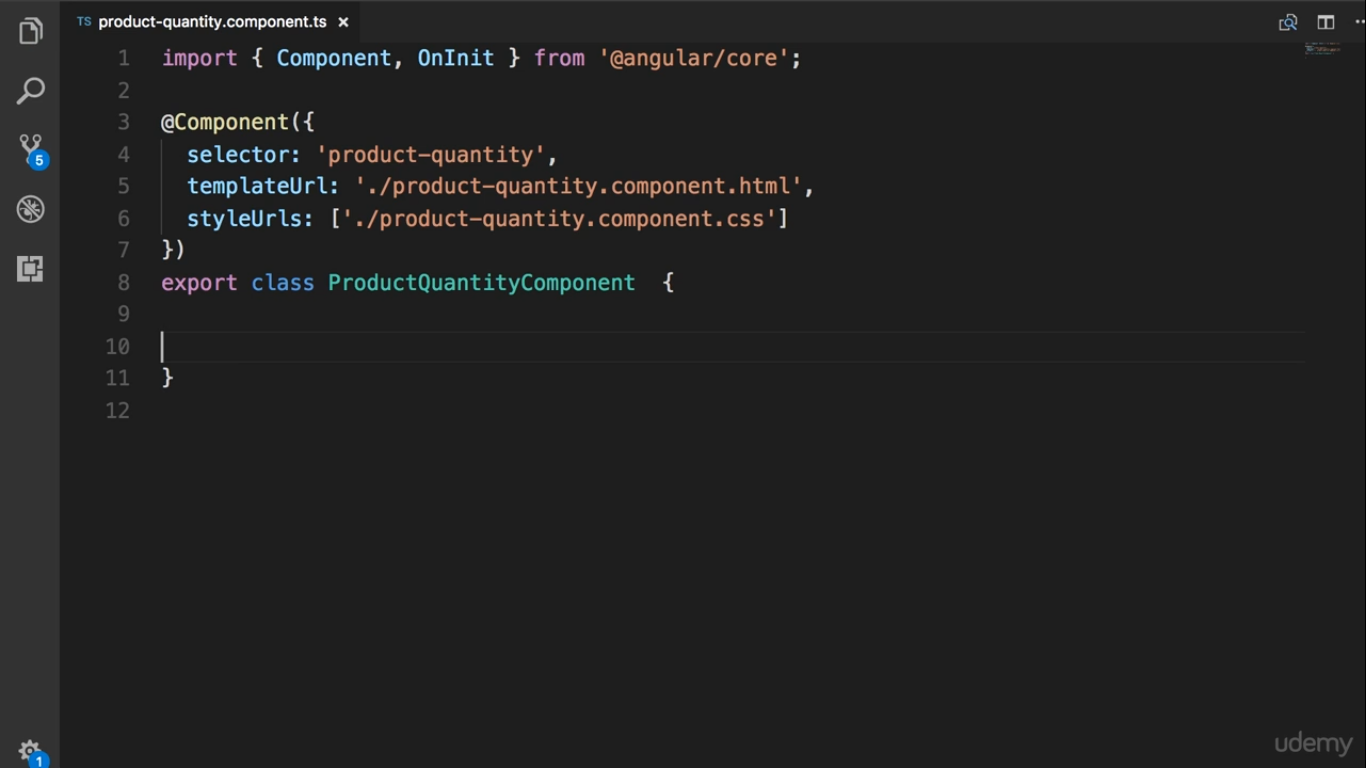 TS product-quantity.component.ts ×
1 import { Component, OnInit } from '@angular/core';
2
3 @Component({
4 selector: 'product-quantity',
5 templateUrl: './product-quantity.component.html',
6 styleUrls: ['./product-quantity.component.css']
7 })
8 export class ProductQuantityComponent  {
9
10
11 }
12
5
1
udemy